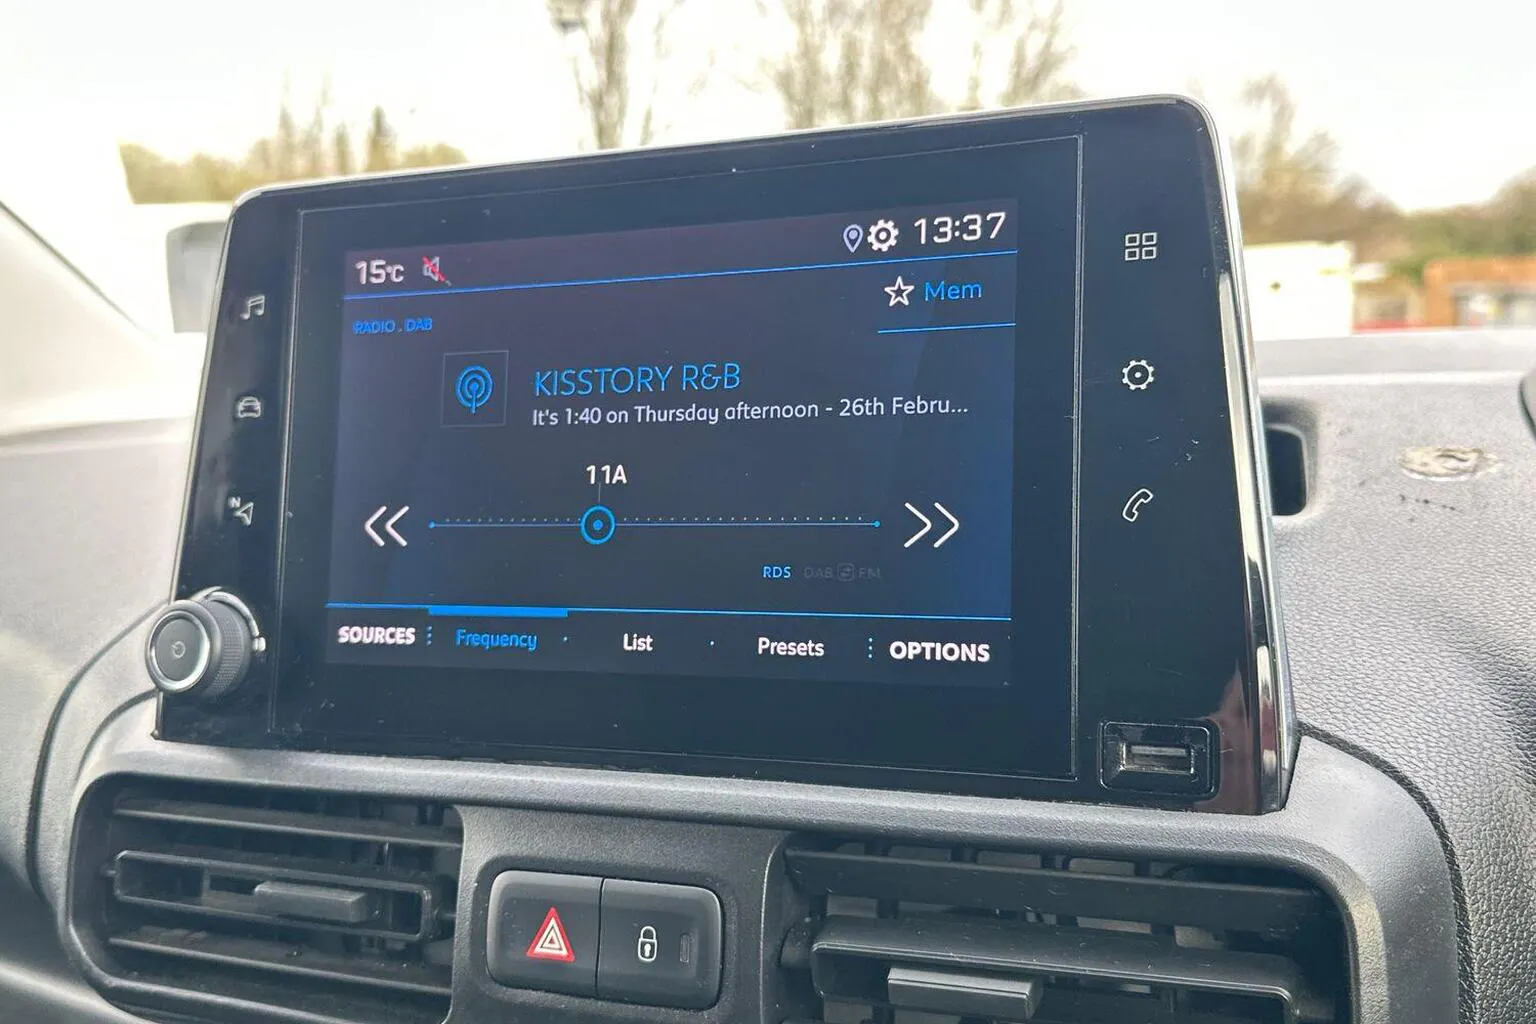 15°C
13:37
Mem
RADIO . DAB
KISSTORY R&B
It's 1:40 on Thursday afternoon - 26th Febru...
11A
RDS DAB FM
SOURCES Frequency List Presets OPTIONS
N